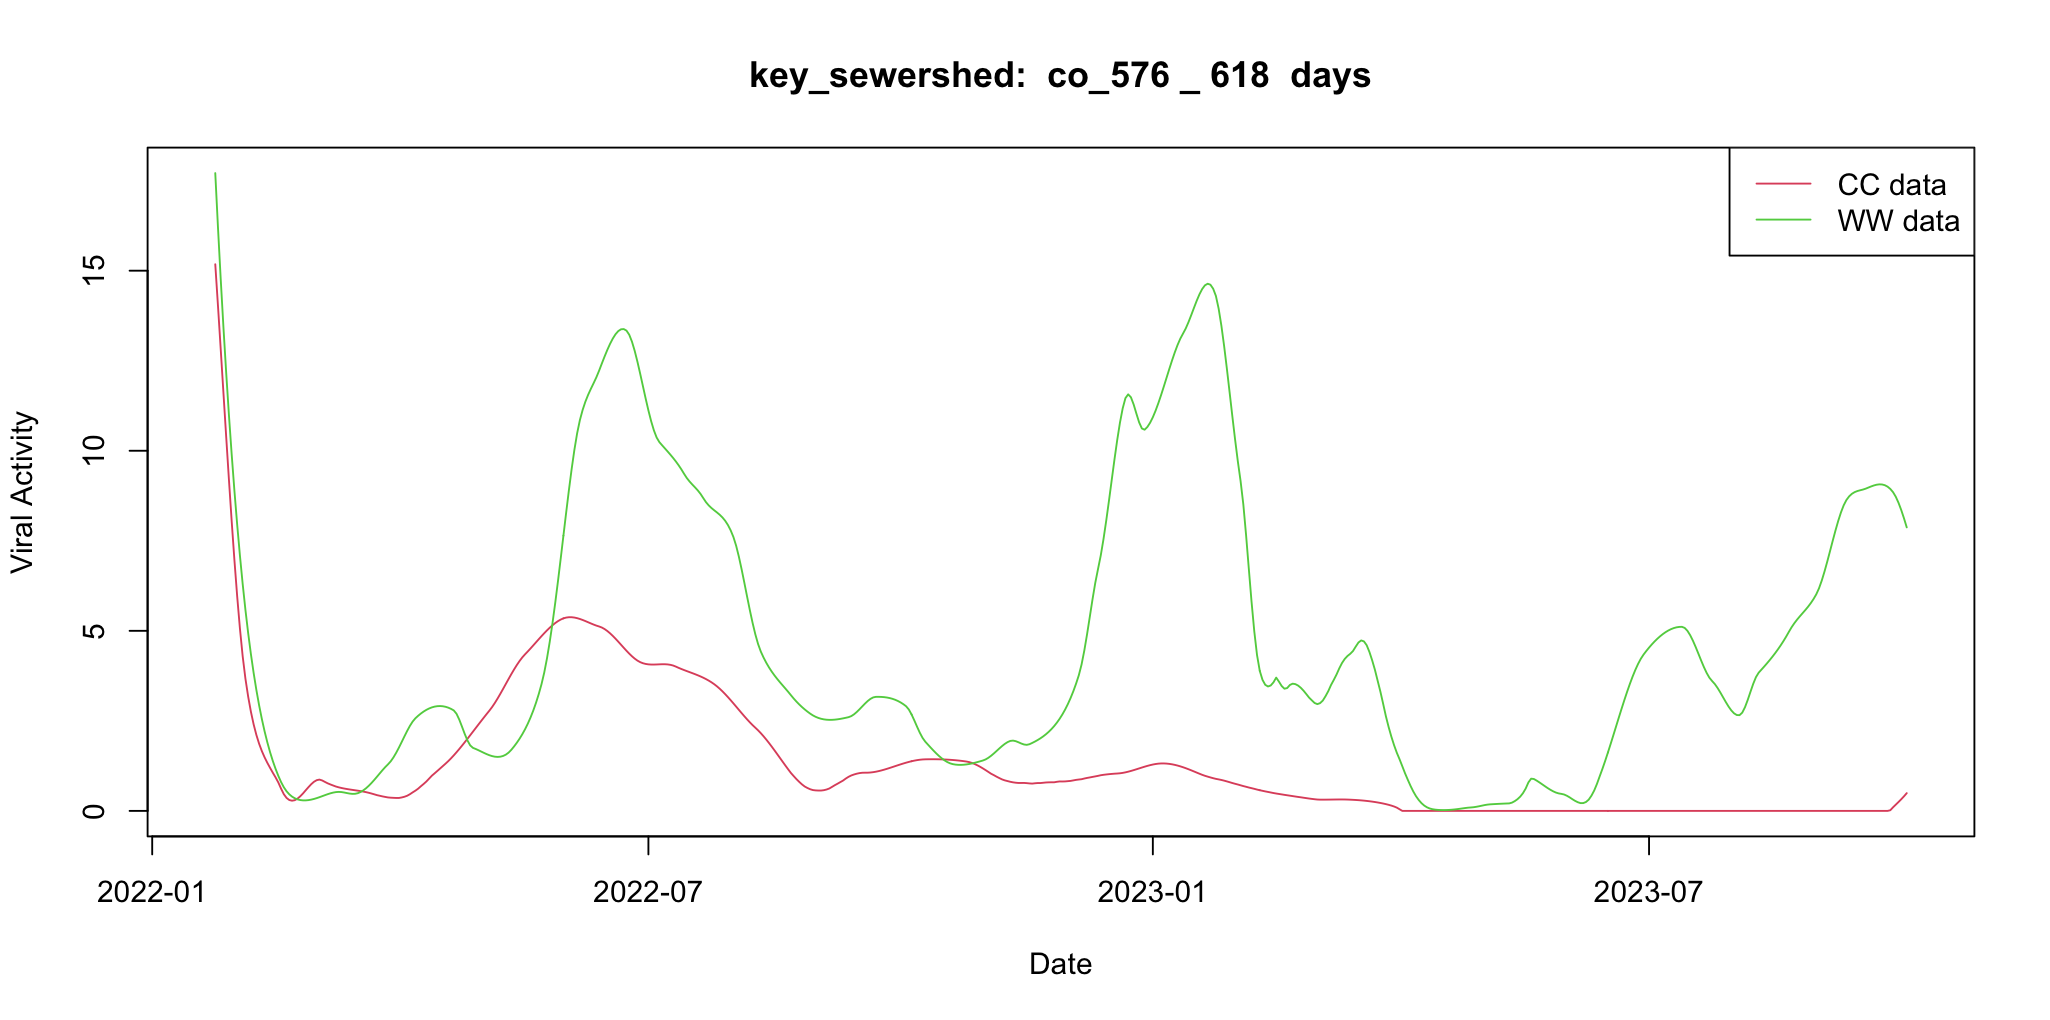 key_sewershed:  co_576 _ 618  days
CC data
WW data
Viral Activity
15
10
5
0
2022-01
2022-07
2023-01
2023-07
Date